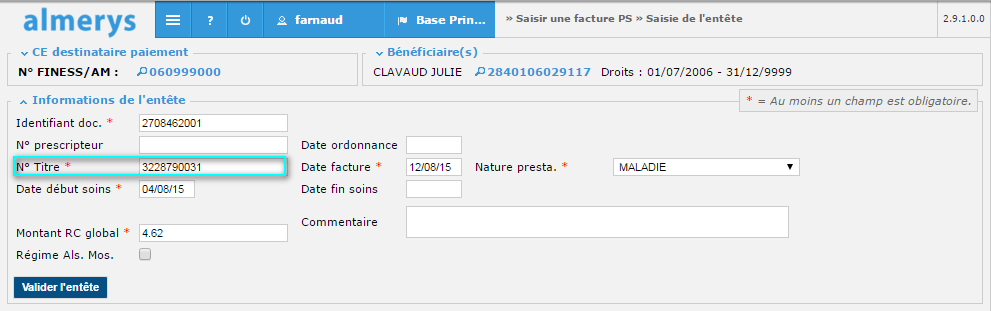 almerys ? farnaud Base Prin... » Saisir une facture PS » Saisie de l'entête 2.9.1.0.0
CE destinataire paiement
N° FINESS/AM : 060999000
Bénéficiaire(s)
CLAVAUD JULIE 2840106029117 Droits : 01/07/2006 - 31/12/9999
Informations de l'entête
* = Au moins un champ est obligatoire.
Identifiant doc. * 2708462001
N° prescripteur Date ordonnance
N° Titre * 3228790031 Date facture * 12/08/15 Nature presta. * MALADIE
Date début soins * 04/08/15 Date fin soins
Commentaire
Montant RC global * 4.62
Régime Als. Mos.
Valider l'entête